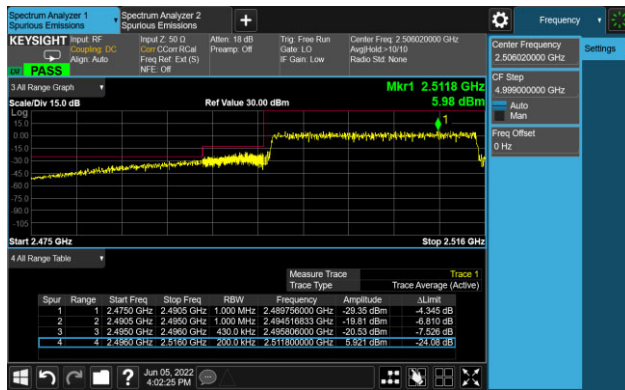 Spectrum Analyzer 1
Spurious Emissions
Spectrum Analyzer 2
Spurious Emissions
Frequency
KEYSIGHT
Input: RF
Coupling: DC
Align: Auto
Input Z: 50 Ω
Corr CCorr RCal
Freq Ref: Ext (S)
NFE: Off
Atten: 18 dB
Preamp: Off
Trig: Free Run
Gate: LO
IF Gain: Low
Center Freq: 2.506020000 GHz
Avg|Hold:>10/10
Radio Std: None
PASS
Center Frequency
2.506020000 GHz
Settings
CF Step
4.999000000 GHz
Auto
Man
Freq Offset
0 Hz
3 All Range Graph
Mkr1 2.5118 GHz
5.98 dBm
Scale/Div 15.0 dB
Ref Value 30.00 dBm
Log
15.0
0.00
-15.0
-30.0
-45.0
-60.0
-75.0
-90.0
-105
1
Start 2.475 GHz
Stop 2.516 GHz
4 All Range Table
Measure Trace Trace 1
Trace Type Trace Average (Active)
Spur Range Start Freq Stop Freq RBW Frequency Amplitude ΔLimit
1 1 2.4750 GHz 2.4905 GHz 1.000 MHz 2.489756000 GHz -29.35 dBm -4.345 dB
2 2 2.4905 GHz 2.4950 GHz 1.000 MHz 2.494516833 GHz -19.81 dBm -6.810 dB
3 3 2.4950 GHz 2.4960 GHz 430.0 kHz 2.495806000 GHz -20.53 dBm -7.526 dB
4 4 2.4960 GHz 2.5160 GHz 200.0 kHz 2.511800000 GHz 5.921 dBm -24.08 dB
Jun 05, 2022
4:02:25 PM